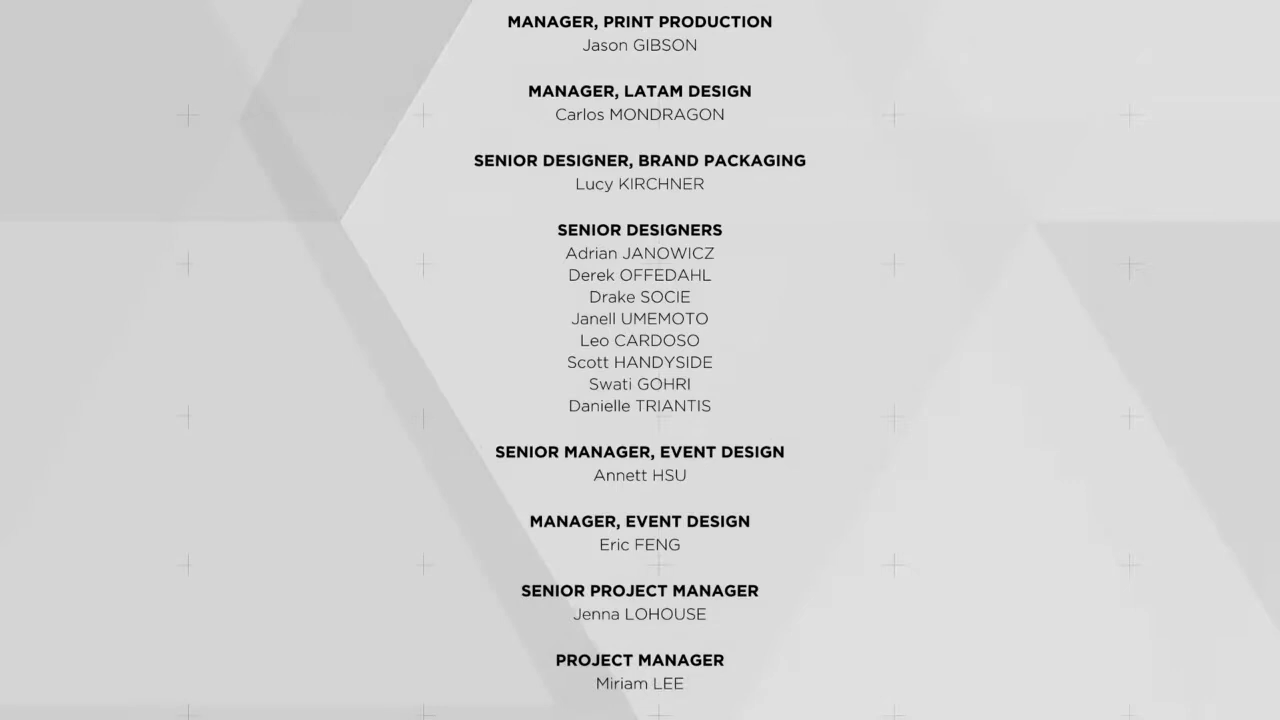 MANAGER, PRINT PRODUCTION
Jason GIBSON
MANAGER, LATAM DESIGN
Carlos MONDRAGON
SENIOR DESIGNER, BRAND PACKAGING
Lucy KIRCHNER
SENIOR DESIGNERS
Adrian JANOWICZ
Derek OFFEDAHL
Drake SOCIE
Janell UMEMOTO
Leo CARDOSO
Scott HANDYSIDE
Swati GOHRI
Danielle TRIANTIS
SENIOR MANAGER, EVENT DESIGN
Annett HSU
MANAGER, EVENT DESIGN
Eric FENG
SENIOR PROJECT MANAGER
Jenna LOHOUSE
PROJECT MANAGER
Miriam LEE